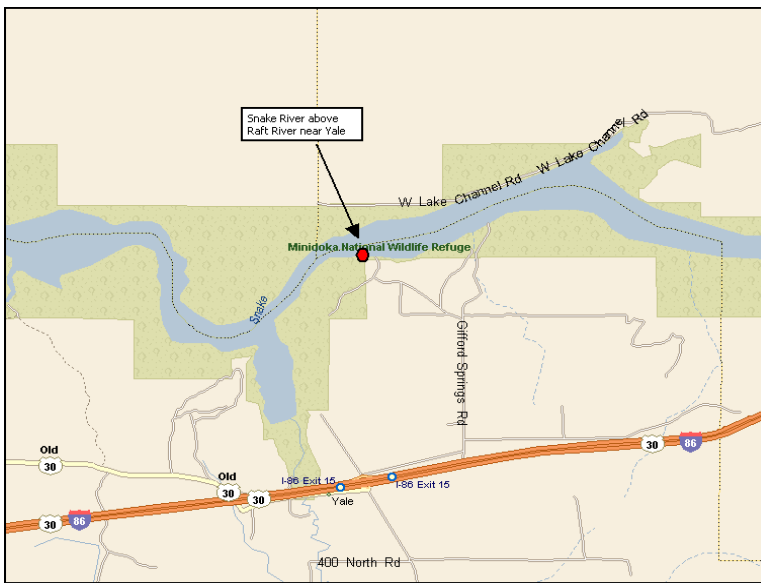 Snake River above
Raft River near Yale
W Lake Channel Rd
W Lake Channel Rd
Minidoka National Wildlife Refuge
Snake
Gifford Springs Rd
Old
30
Old
30
30
I-86 Exit 15
I-86 Exit 15
30
86
Yale
30
86
400 North Rd